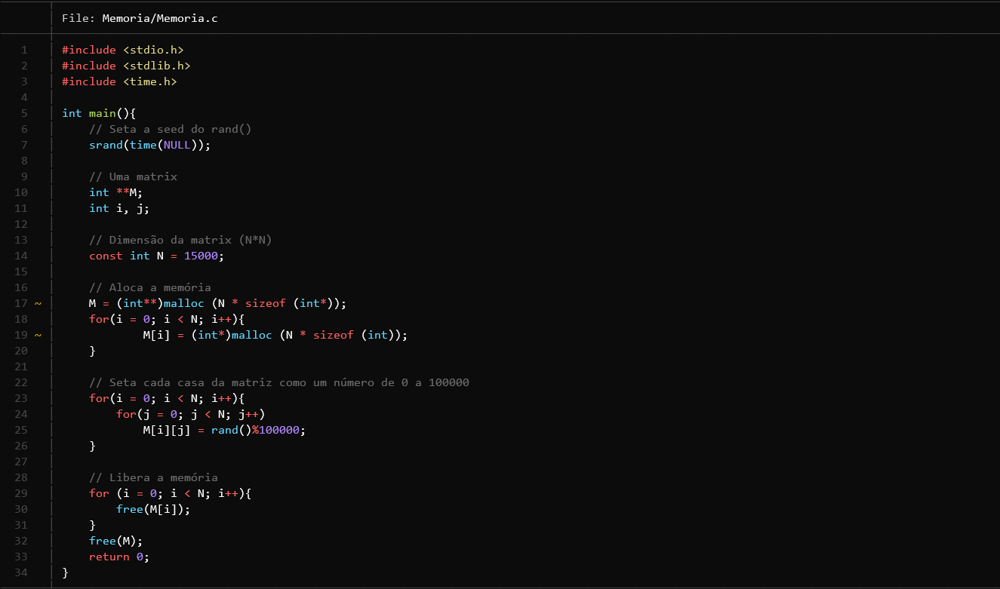 File: Memoria/Memoria.c
1 #include <stdio.h>
2 #include <stdlib.h>
3 #include <time.h>
4
5 int main(){
6     // Seta a seed do rand()
7     srand(time(NULL));
8
9     // Uma matrix
10     int **M;
11     int i, j;
12
13     // Dimensão da matrix (N*N)
14     const int N = 15000;
15
16     // Aloca a memória
17 ~     M = (int**)malloc (N * sizeof (int*));
18     for(i = 0; i < N; i++){
19 ~             M[i] = (int*)malloc (N * sizeof (int));
20     }
21
22     // Seta cada casa da matriz como um número de 0 a 100000
23     for(i = 0; i < N; i++){
24         for(j = 0; j < N; j++)
25             M[i][j] = rand()%100000;
26     }
27
28     // Libera a memória
29     for (i = 0; i < N; i++){
30         free(M[i]);
31     }
32     free(M);
33     return 0;
34 }